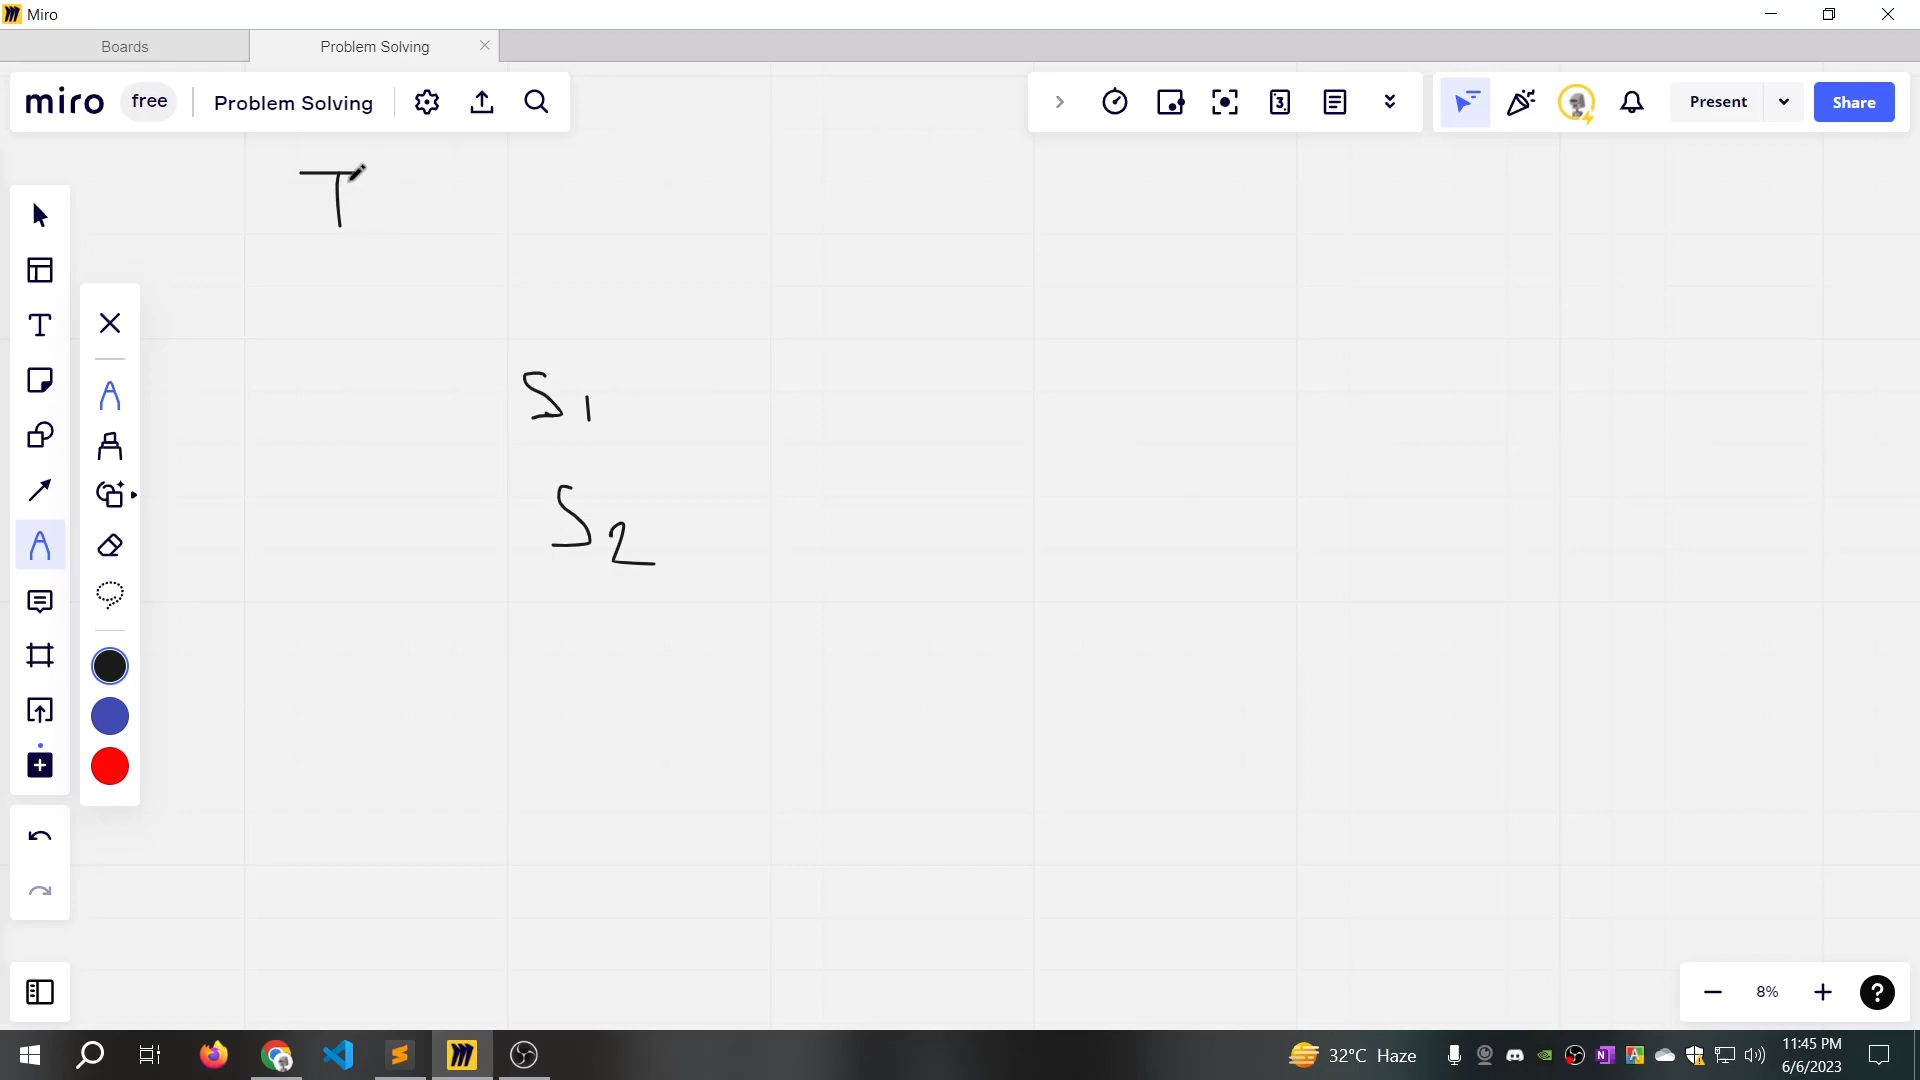 Miro
Boards
Problem Solving
miro free Problem Solving
3
Present
Share
T
S1
S2
8%
?
32°C Haze
11:45 PM
6/6/2023